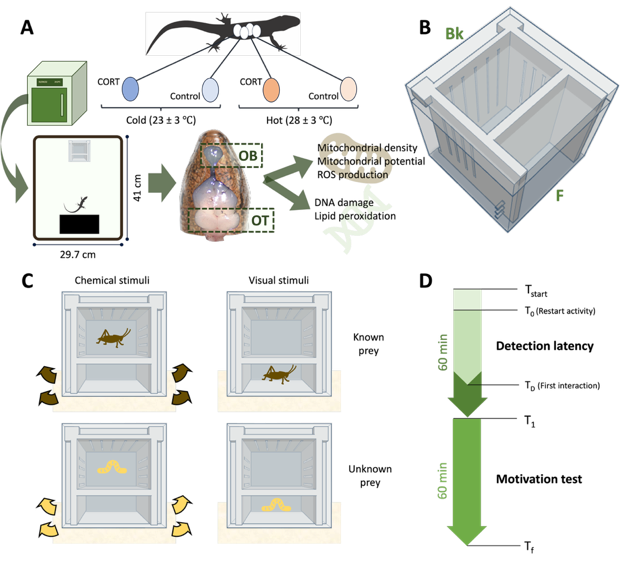 A
CORT
Control
CORT
Control
Cold (23 ± 3 °C)
Hot (28 ± 3 °C)
41 cm
29.7 cm
OB
OT
Mitochondrial density
Mitochondrial potential
ROS production
DNA damage
Lipid peroxidation
B
Bk
F
C
Chemical stimuli
Visual stimuli
Known
prey
Unknown
prey
D
Tstart
T0 (Restart activity)
60 min
Detection latency
TD (First interaction)
T1
60 min
Motivation test
Tf